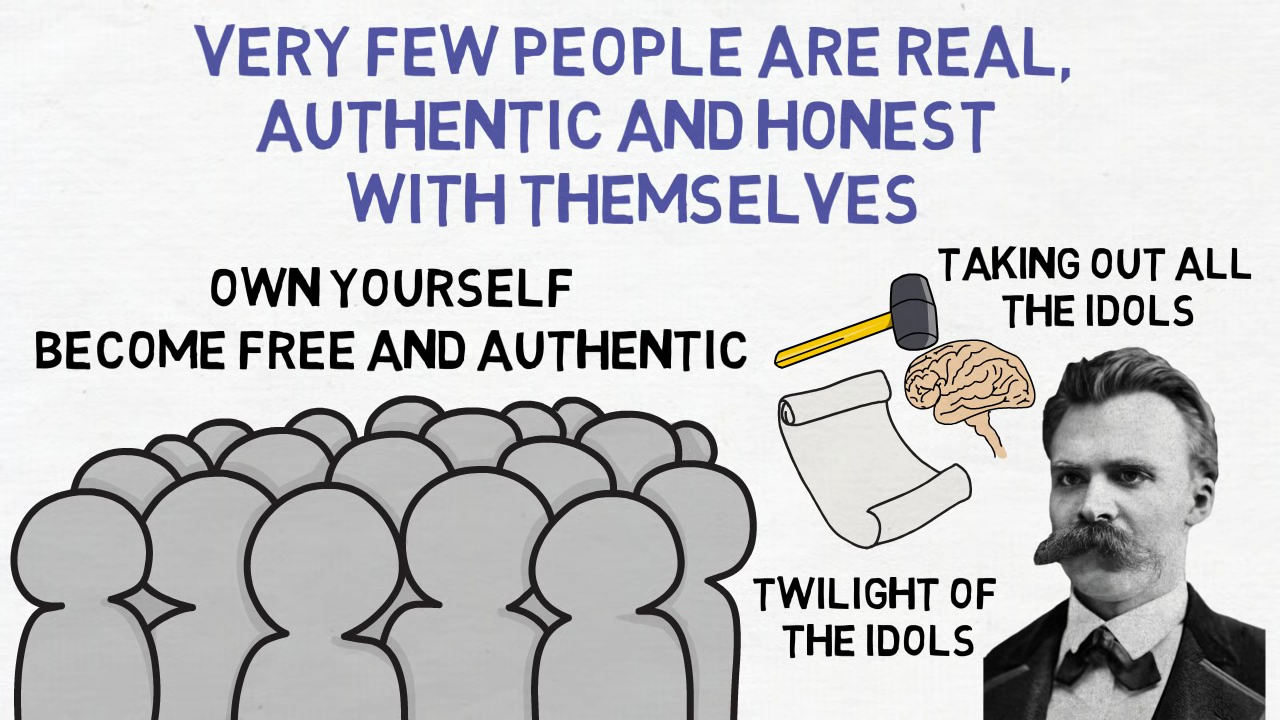 VERY FEW PEOPLE ARE REAL,
AUTHENTIC AND HONEST
WITH THEMSELVES
OWN YOURSELF
BECOME FREE AND AUTHENTIC
TAKING OUT ALL
THE IDOLS
TWILIGHT OF
THE IDOLS